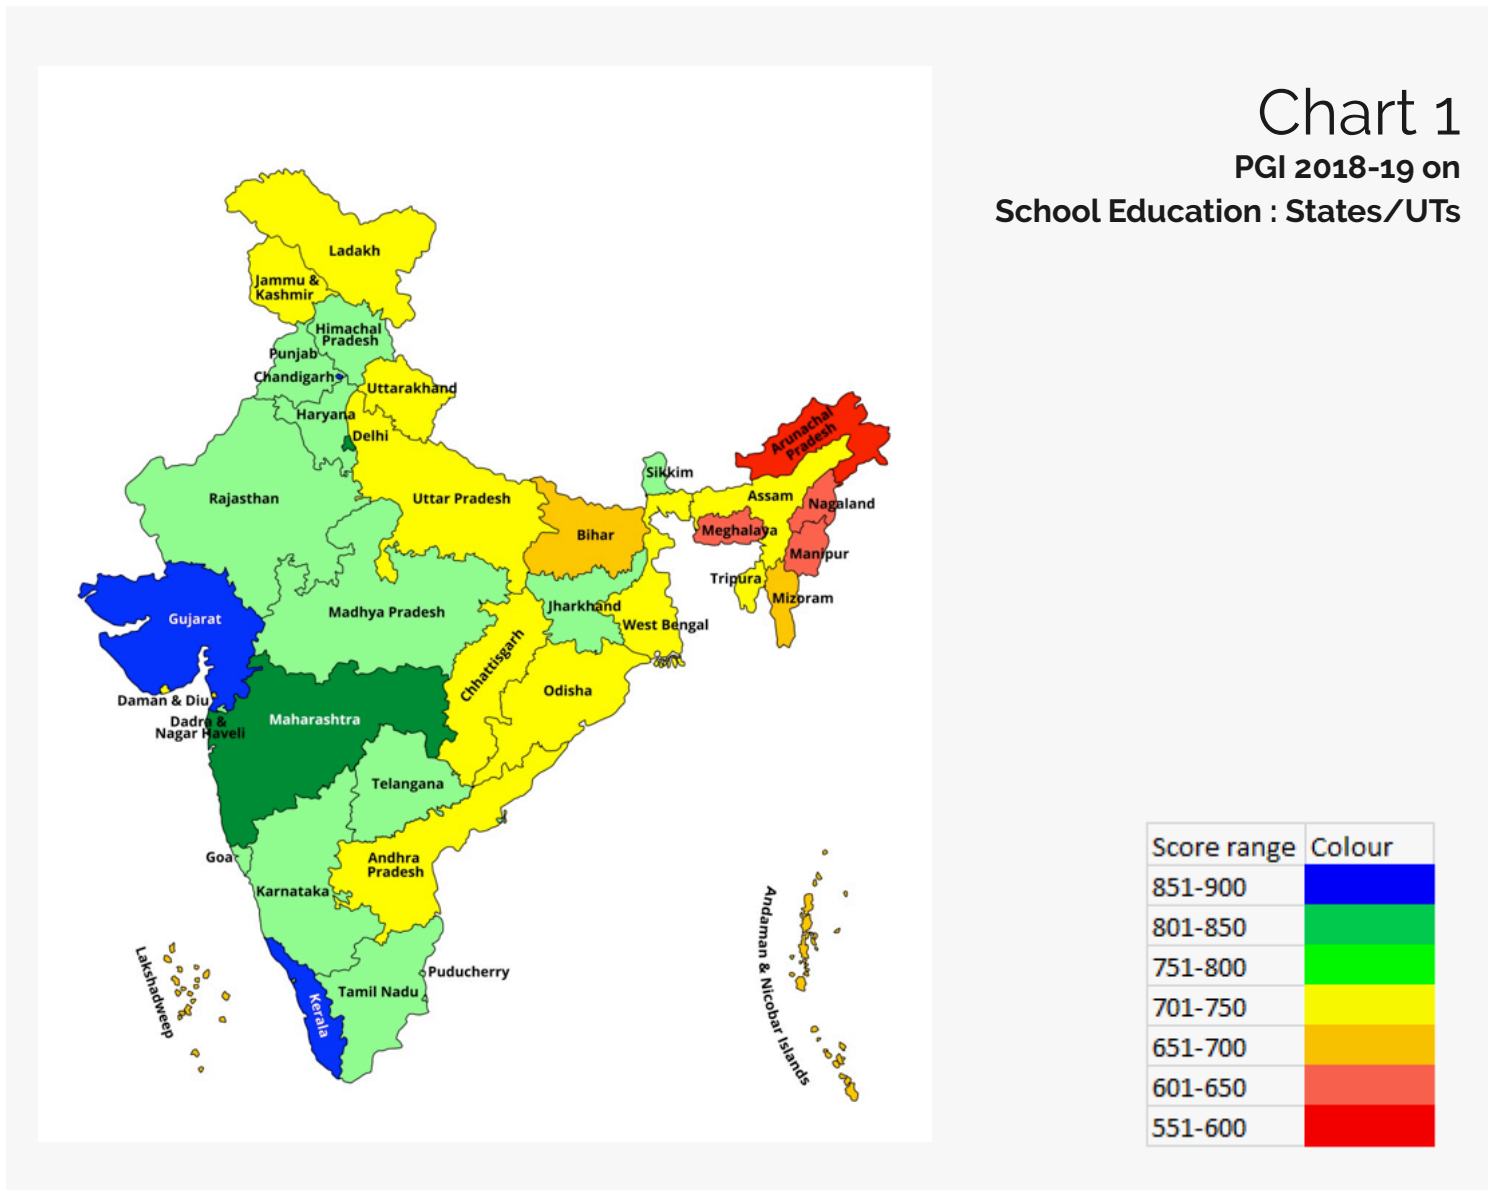 Chart 1
PGI 2018-19 on
School Education : States/UTs
Ladakh
Jammu &
Kashmir
Himachal
Pradesh
Punjab
Chandigarh
Uttarakhand
Haryana
Delhi
Arunachal
Pradesh
Sikkim
Rajasthan
Uttar Pradesh
Assam
Nagaland
Bihar
Meghalaya
Manipur
Tripura
Mizoram
Gujarat
Madhya Pradesh
Jharkhand
West Bengal
Chhattisgarh
Odisha
Daman & Diu
Dadra &
Nagar Haveli
Maharashtra
Telangana
Goa
Andhra
Pradesh
Karnataka
Lakshadweep
Puducherry
Tamil Nadu
Kerala
Andaman & Nicobar Islands
Score range Colour
851-900
801-850
751-800
701-750
651-700
601-650
551-600